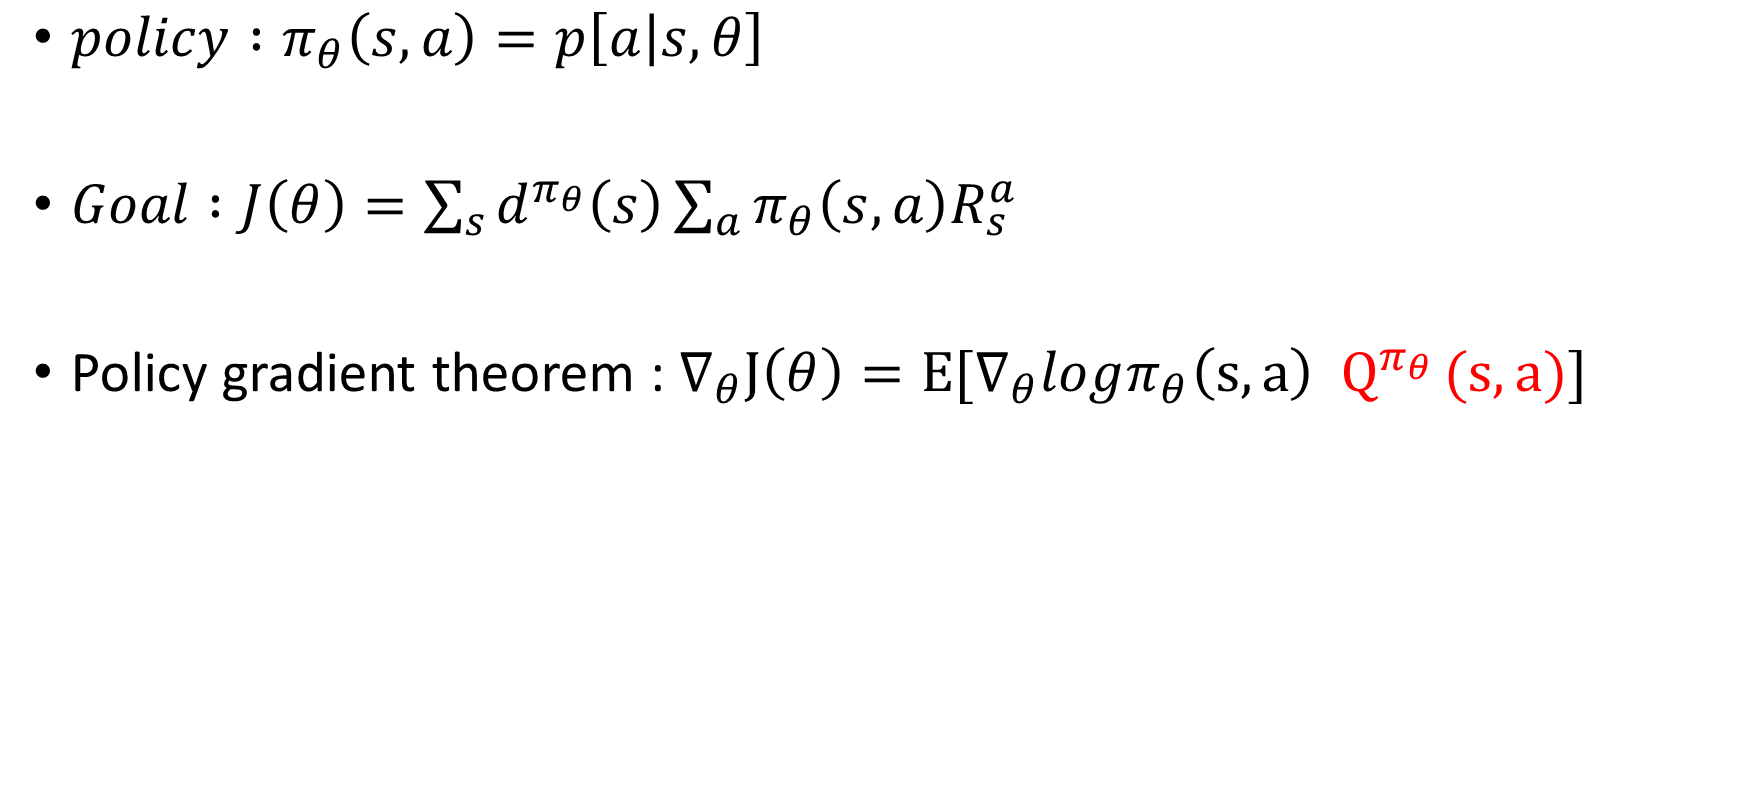 • policy : π_θ(s, a) = p[a|s, θ]
• Goal : J(θ) = ∑_s d^{π_θ}(s) ∑_a π_θ(s, a)R_s^a
• Policy gradient theorem : ∇_θJ(θ) = E[∇_θlogπ_θ(s, a) Q^{π_θ} (s, a)]